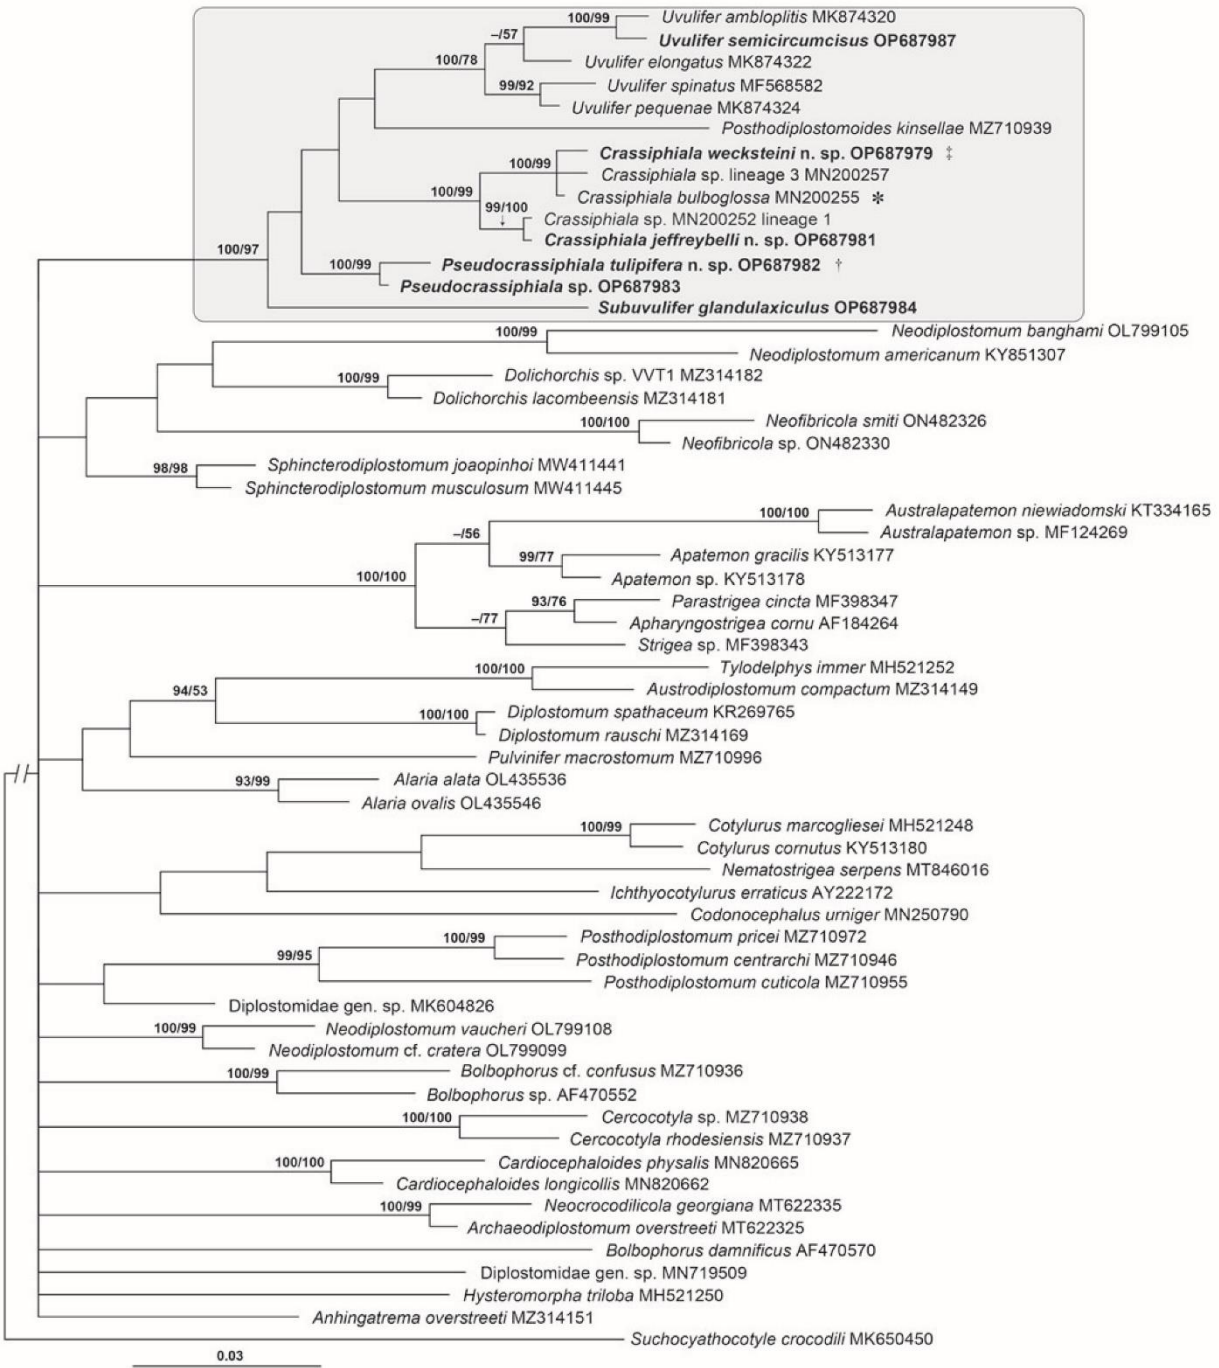 100/99
Uvulifer ambloplitis MK874320
–/57
Uvulifer semicircumcisus OP687987
100/78
Uvulifer elongatus MK874322
99/92
Uvulifer spinatus MF568582
Uvulifer pequenae MK874324
Posthodiplostomoides kinsellae MZ710939
100/99
Crassiphiala wecksteini n. sp. OP687979 ‡
Crassiphiala sp. lineage 3 MN200257
100/99
Crassiphiala bulboglossa MN200255 ✻
99/100
↓
Crassiphiala sp. MN200252 lineage 1
Crassiphiala jeffreybelli n. sp. OP687981
100/97
100/99
Pseudocrassiphiala tulipifera n. sp. OP687982 †
Pseudocrassiphiala sp. OP687983
Subuvulifer glandulaxiculus OP687984
100/99
Neodiplostomum banghami OL799105
Neodiplostomum americanum KY851307
100/99
Dolichorchis sp. VVT1 MZ314182
Dolichorchis lacombeensis MZ314181
100/100
Neofibricola smiti ON482326
Neofibricola sp. ON482330
98/98
Sphincterodiplostomum joaopinhoi MW411441
Sphincterodiplostomum musculosum MW411445
100/100
Australapatemon niewiadomski KT334165
–/56
Australapatemon sp. MF124269
99/77
Apatemon gracilis KY513177
100/100
Apatemon sp. KY513178
93/76
Parastrigea cincta MF398347
–/77
Apharyngostrigea cornu AF184264
Strigea sp. MF398343
100/100
Tylodelphys immer MH521252
94/53
Austrodiplostomum compactum MZ314149
100/100
Diplostomum spathaceum KR269765
Diplostomum rauschi MZ314169
Pulvinifer macrostomum MZ710996
93/99
Alaria alata OL435536
Alaria ovalis OL435546
100/99
Cotylurus marcogliesei MH521248
Cotylurus cornutus KY513180
Nematostrigea serpens MT846016
Ichthyocotylurus erraticus AY222172
Codonocephalus urniger MN250790
100/99
Posthodiplostomum pricei MZ710972
99/95
Posthodiplostomum centrarchi MZ710946
Posthodiplostomum cuticola MZ710955
Diplostomidae gen. sp. MK604826
100/99
Neodiplostomum vaucheri OL799108
Neodiplostomum cf. cratera OL799099
100/99
Bolbophorus cf. confusus MZ710936
Bolbophorus sp. AF470552
100/100
Cercocotyla sp. MZ710938
Cercocotyla rhodesiensis MZ710937
100/100
Cardiocephaloides physalis MN820665
Cardiocephaloides longicollis MN820662
100/99
Neocrocodilicola georgiana MT622335
Archaeodiplostomum overstreeti MT622325
Bolbophorus damnificus AF470570
Diplostomidae gen. sp. MN719509
Hysteromorpha triloba MH521250
Anhingatrema overstreeti MZ314151
Suchocyathocotyle crocodili MK650450
0.03